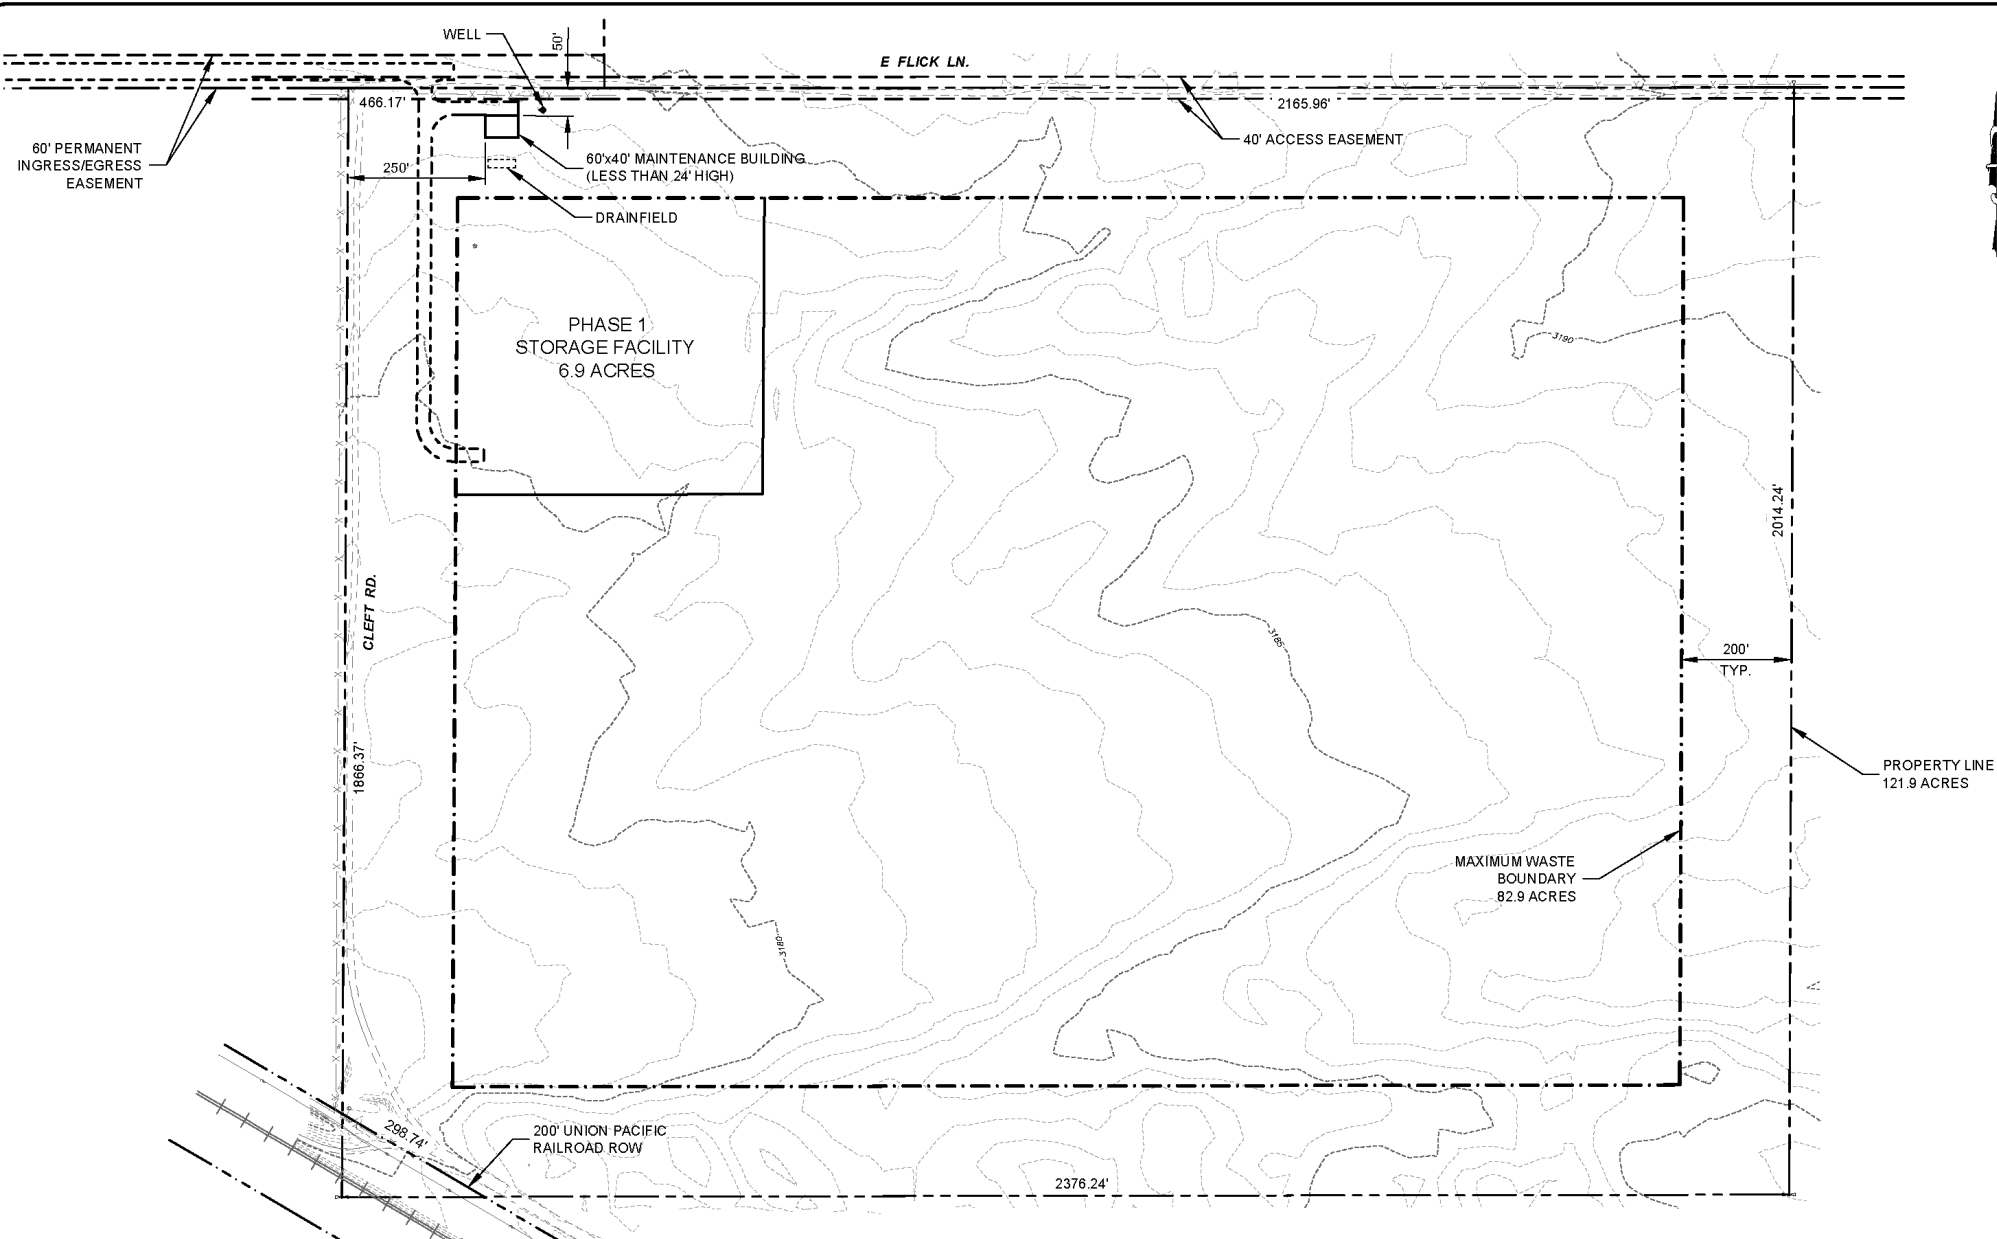 WELL
50'
E FLICK LN.
466.17'
2165.96'
40' ACCESS EASEMENT
60' PERMANENT
INGRESS/EGRESS
EASEMENT
250'
60'x40' MAINTENANCE BUILDING
(LESS THAN 24' HIGH)
DRAINFIELD
PHASE 1
STORAGE FACILITY
6.9 ACRES
3190
2014.24'
CLEFT RD.
3185
200'
TYP.
1866.37'
PROPERTY LINE
121.9 ACRES
MAXIMUM WASTE
BOUNDARY
82.9 ACRES
3180
298.74'
200' UNION PACIFIC
RAILROAD ROW
2376.24'